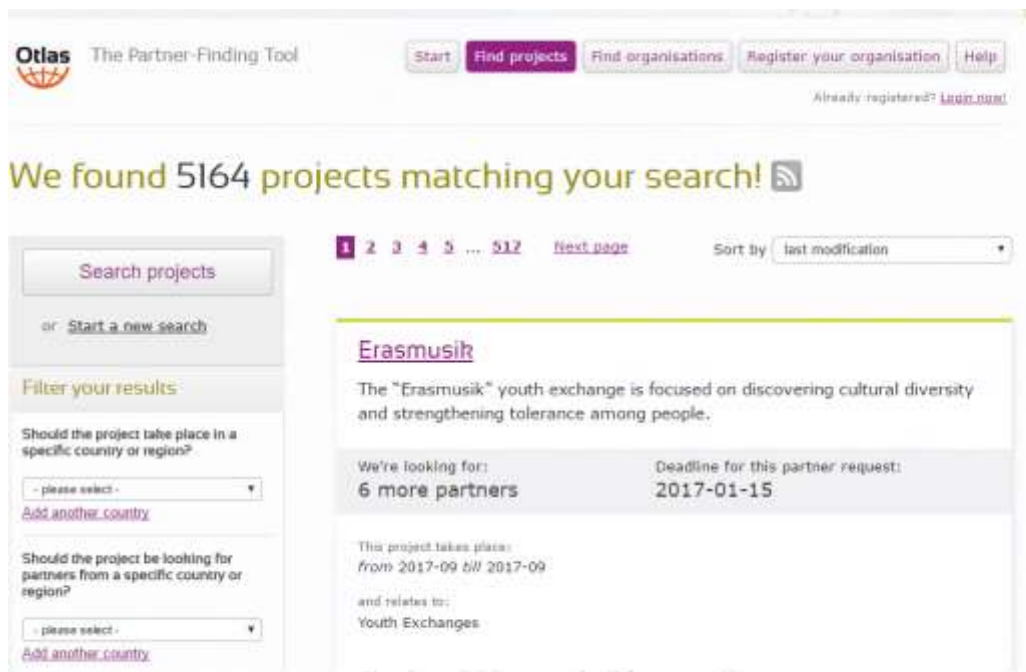 Otlas The Partner-Finding Tool
Start Find projects Find organisations Register your organisation Help
Already registered? Login now!
We found 5164 projects matching your search!
1 2 3 4 5 ... 517 Next page
Sort by last modification
Search projects
or Start a new search
Filter your results
Should the project take place in a
specific country or region?
- please select -
Add another country
Should the project be looking for
partners from a specific country or
region?
- please select -
Add another country
Erasmusik
The "Erasmusik" youth exchange is focused on discovering cultural diversity
and strengthening tolerance among people.
We're looking for:
6 more partners
Deadline for this partner request:
2017-01-15
This project takes place:
from 2017-09 till 2017-09
and relates to:
Youth Exchanges